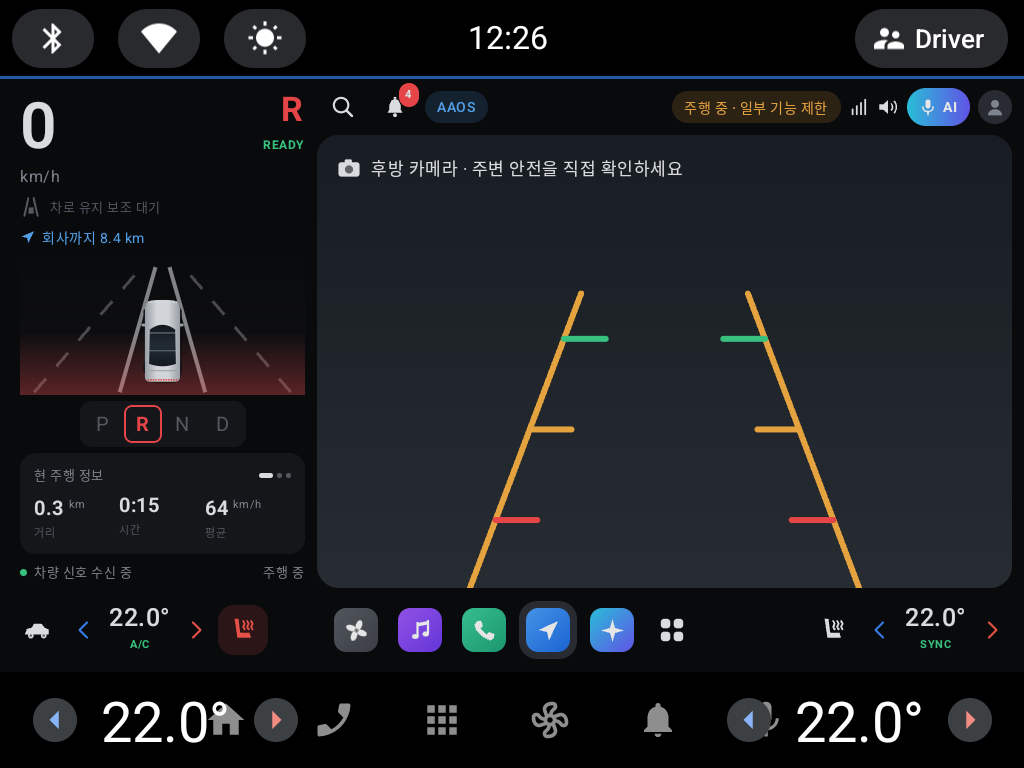 12:26
Driver
0
R
READY
km/h
차로 유지 보조 대기
회사까지 8.4 km
4
AAOS
주행 중 · 일부 기능 제한
AI
후방 카메라 · 주변 안전을 직접 확인하세요
P R N D
현 주행 정보
0.3 km 0:15 64 km/h
거리 시간 평균
차량 신호 수신 중 주행 중
22.0°
A/C
22.0°
SYNC
22.0° 22.0°